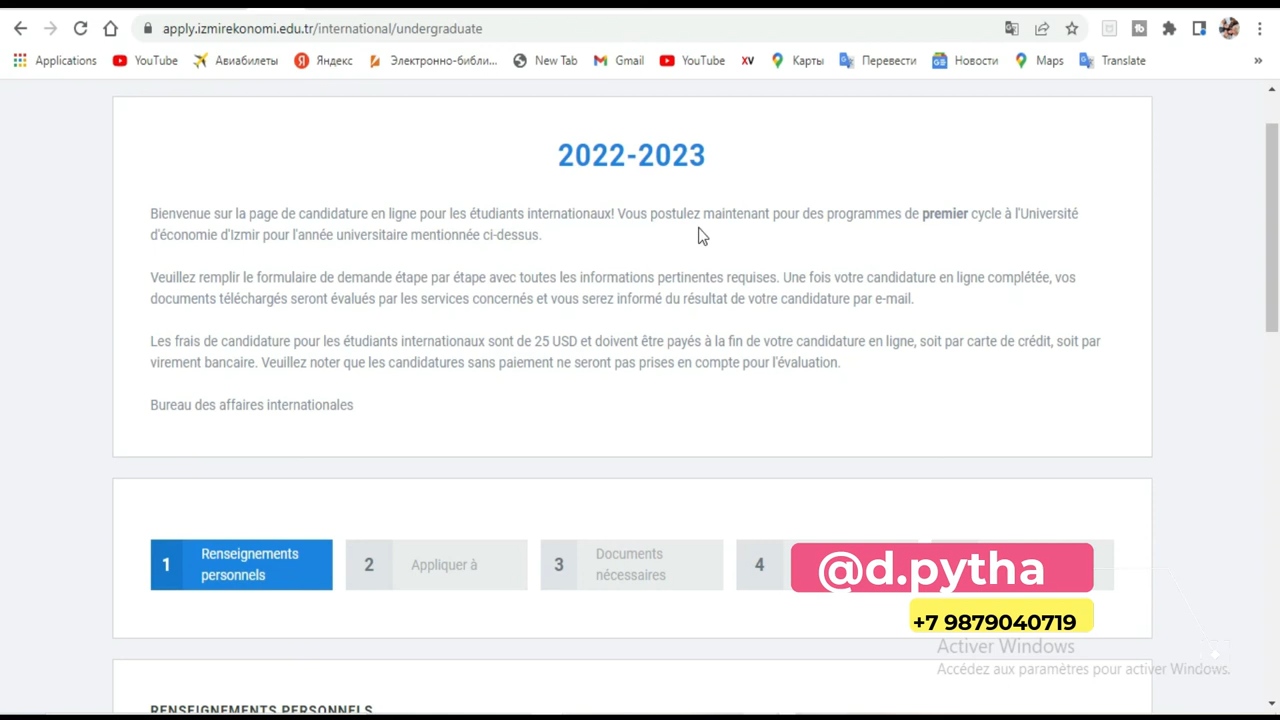 apply.izmirekonomi.edu.tr/international/undergraduate
Applications YouTube Авиабилеты Яндекс Электронно-библи... New Tab Gmail YouTube XV Карты Перевести Новости Maps Translate »
2022-2023
Bienvenue sur la page de candidature en ligne pour les étudiants internationaux! Vous postulez maintenant pour des programmes de premier cycle à l'Université
d'économie d'Izmir pour l'année universitaire mentionnée ci-dessus.
Veuillez remplir le formulaire de demande étape par étape avec toutes les informations pertinentes requises. Une fois votre candidature en ligne complétée, vos
documents téléchargés seront évalués par les services concernés et vous serez informé du résultat de votre candidature par e-mail.
Les frais de candidature pour les étudiants internationaux sont de 25 USD et doivent être payés à la fin de votre candidature en ligne, soit par carte de crédit, soit par
virement bancaire. Veuillez noter que les candidatures sans paiement ne seront pas prises en compte pour l'évaluation.
Bureau des affaires internationales
1 Renseignements
personnels
2 Appliquer à
3 Documents
nécessaires
4
@d.pytha
+7 9879040719
Activer Windows
Accédez aux paramètres pour activer Windows.
RENSEIGNEMENTS PERSONNELS